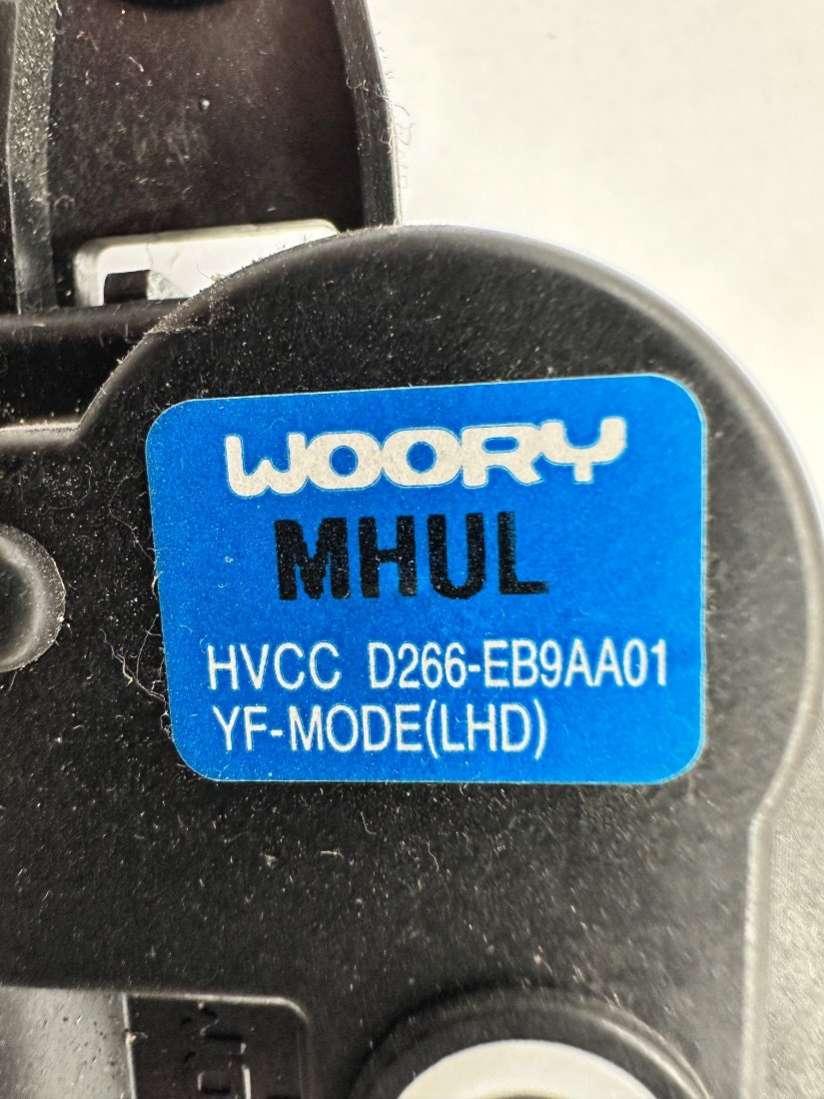 WOORY
MHUL
HVCC D266-EB9AA01
YF-MODE(LHD)